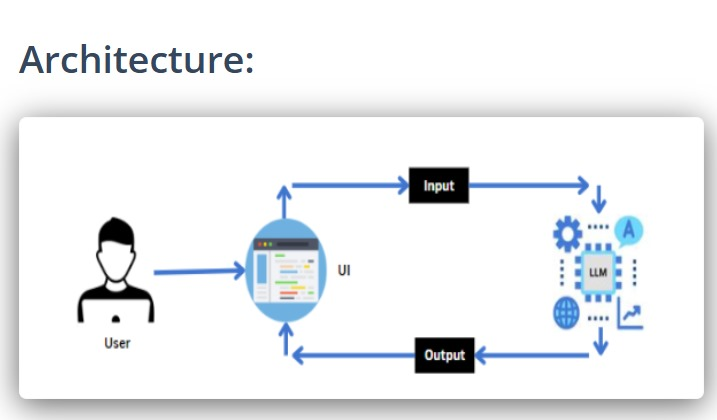 Architecture:
Input
A
UI
LLM
User
Output